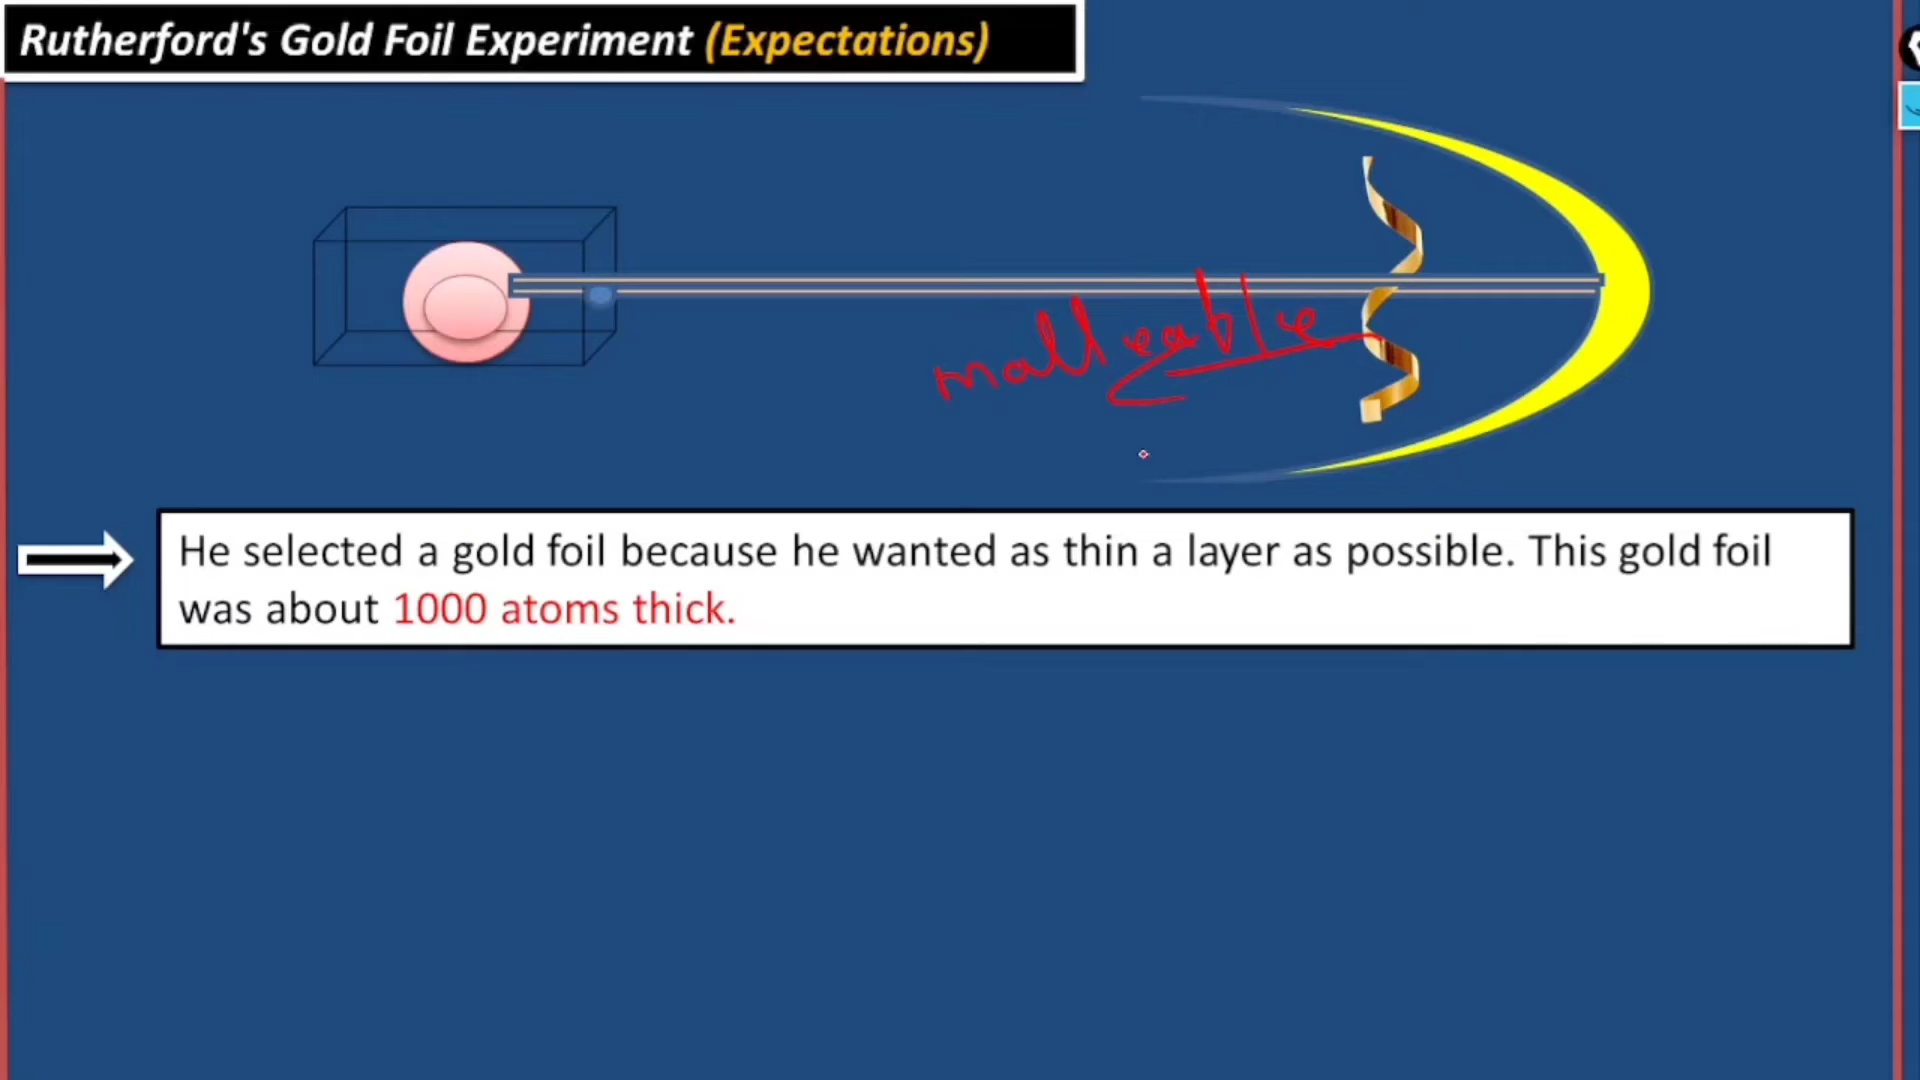 Rutherford's Gold Foil Experiment (Expectations)
malleable
He selected a gold foil because he wanted as thin a layer as possible. This gold foil
was about 1000 atoms thick.